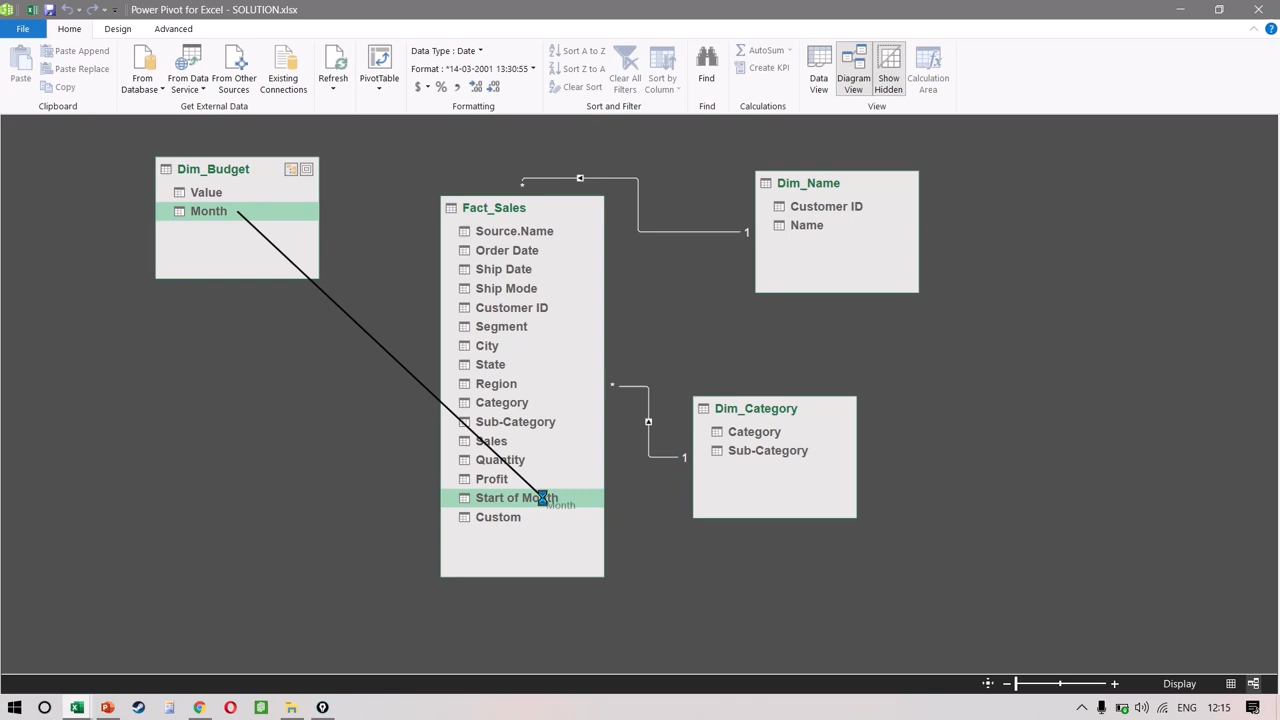 Power Pivot for Excel - SOLUTION.xlsx
File Home Design Advanced
Paste
Paste Append
Paste Replace
Copy
Clipboard
From Database
From Data Service
From Other Sources
Existing Connections
Get External Data
Refresh
PivotTable
Data Type : Date
Format : *14-03-2001 13:30:55
$ % ,
Formatting
Sort A to Z
Sort Z to A
Clear Sort
Clear All Filters
Sort by Column
Sort and Filter
Find
Find
AutoSum
Create KPI
Calculations
Data View
Diagram View
Show Hidden
Calculation Area
View
Dim_Budget
Value
Month
Fact_Sales
Source.Name
Order Date
Ship Date
Ship Mode
Customer ID
Segment
City
State
Region
Category
Sub-Category
Sales
Quantity
Profit
Start of Month
Month
Custom
*
1
Dim_Name
Customer ID
Name
*
1
Dim_Category
Category
Sub-Category
Display
ENG 12:15